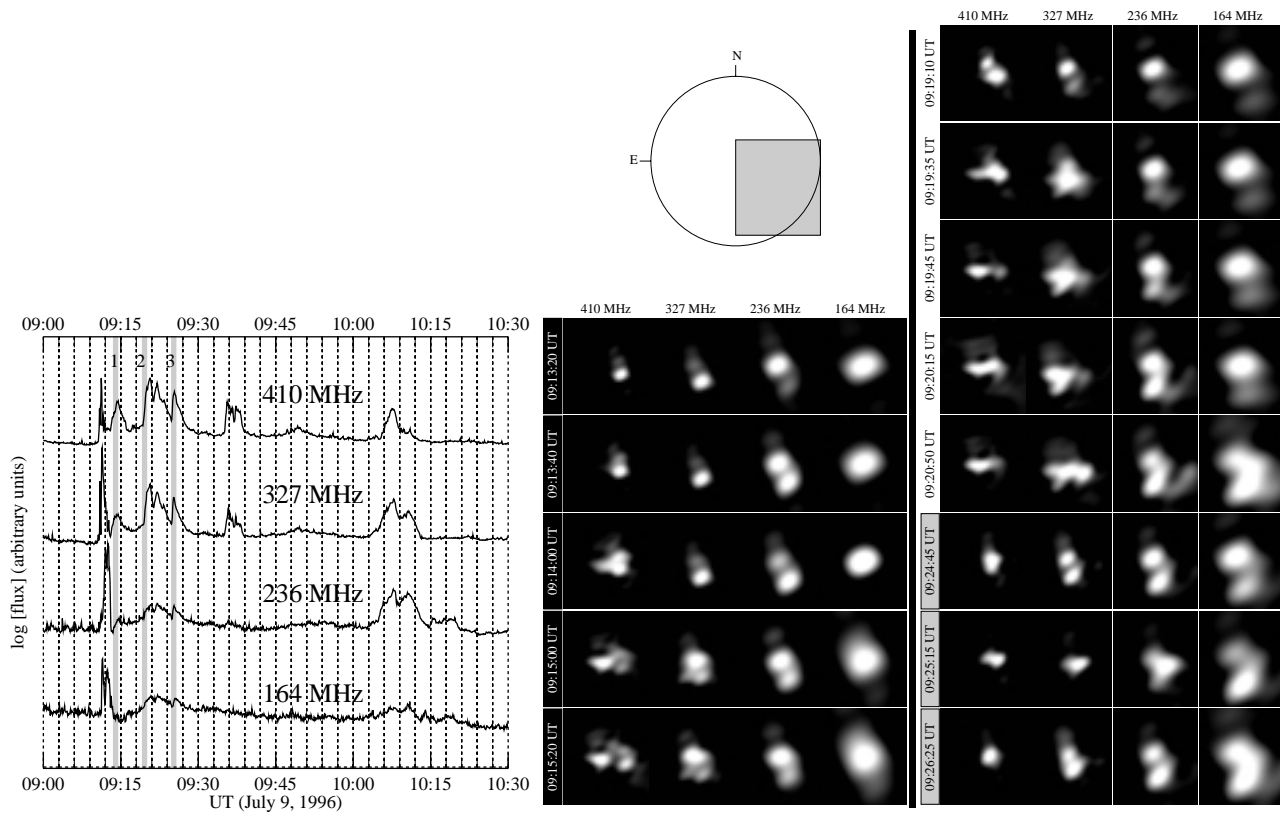 410 MHz 327 MHz 236 MHz 164 MHz
N
E
09:19:10 UT
09:19:35 UT
09:19:45 UT
09:20:15 UT
09:20:50 UT
09:24:45 UT
09:25:15 UT
09:26:25 UT
410 MHz 327 MHz 236 MHz 164 MHz
09:13:20 UT
09:13:40 UT
09:14:00 UT
09:15:00 UT
09:15:20 UT
09:00 09:15 09:30 09:45 10:00 10:15 10:30
1 2 3
410 MHz
327 MHz
236 MHz
164 MHz
log [flux] (arbitrary units)
09:00 09:15 09:30 09:45 10:00 10:15 10:30
UT (July 9, 1996)